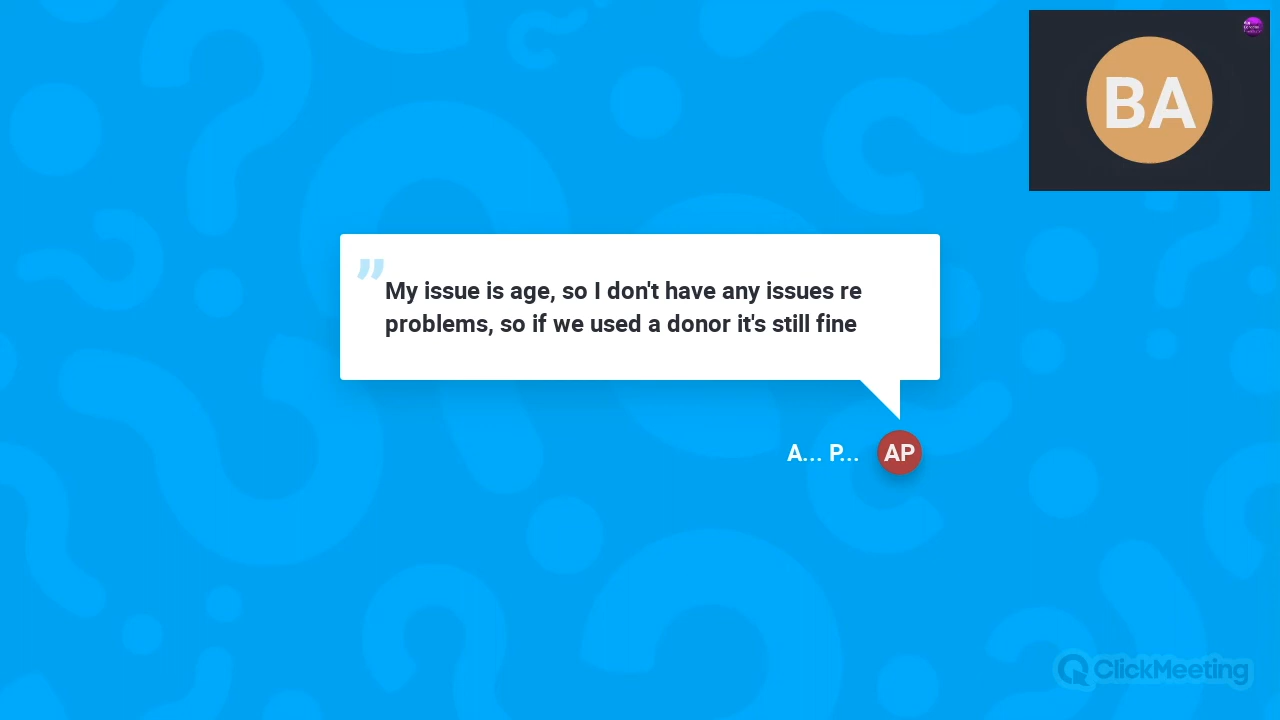 BA
”
My issue is age, so I don't have any issues re
problems, so if we used a donor it's still fine
A... P... AP
ClickMeeting